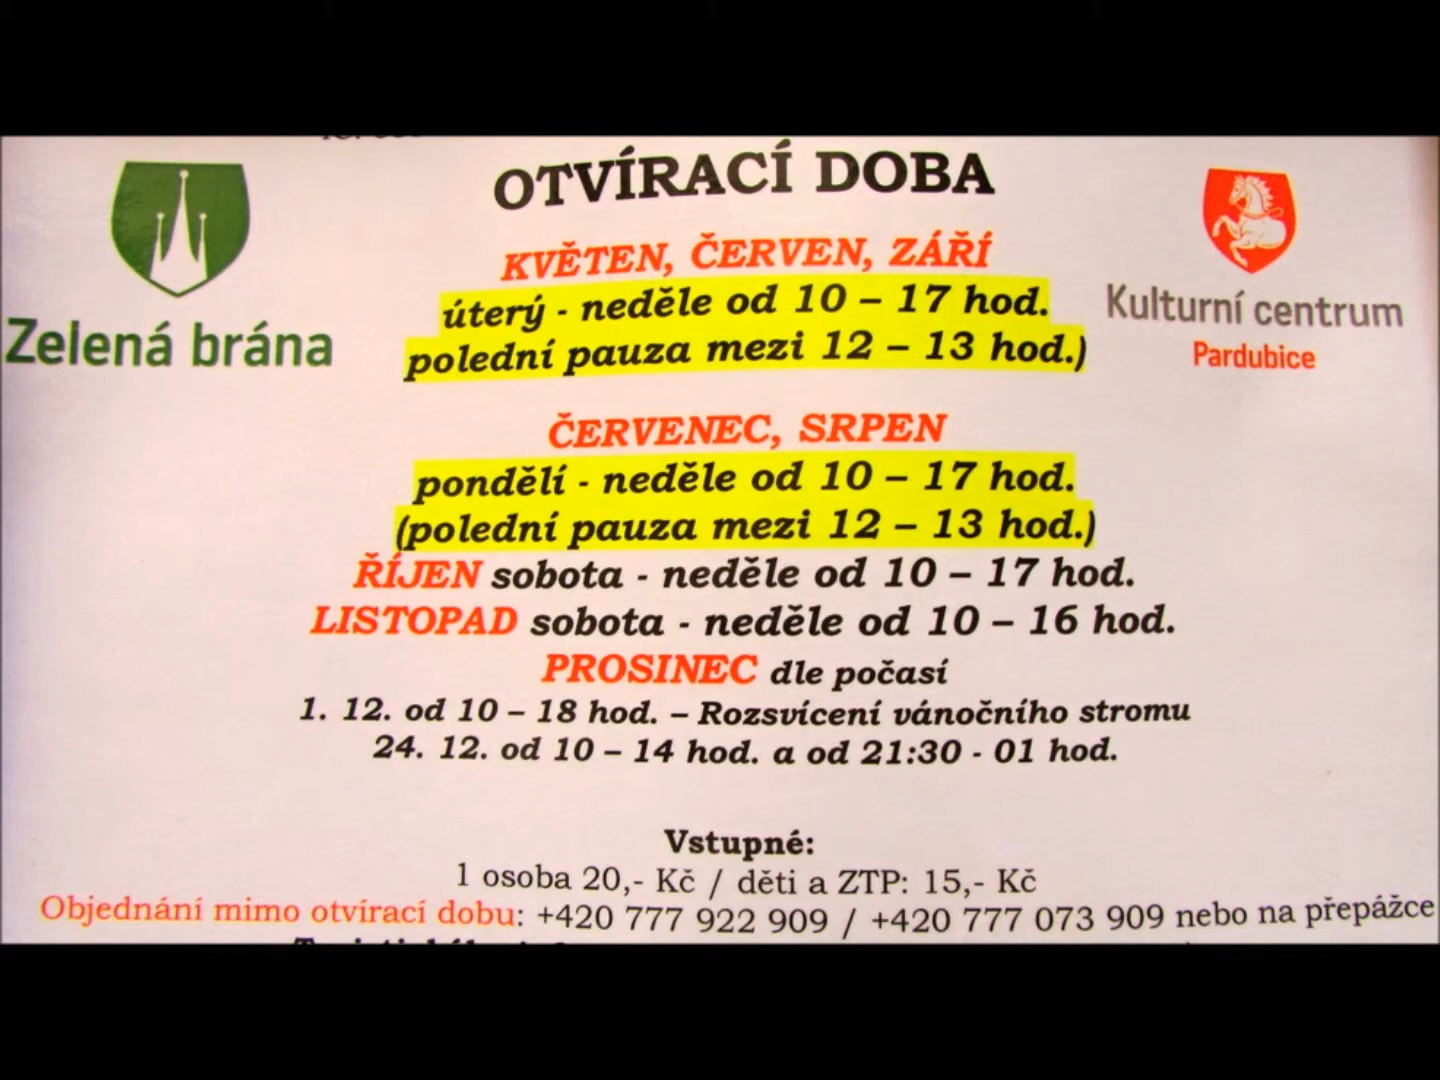 OTVÍRACÍ DOBA
KVĚTEN, ČERVEN, ZÁŘÍ
úterý - neděle od 10 – 17 hod.
polední pauza mezi 12 – 13 hod.)
Zelená brána
Kulturní centrum
Pardubice
ČERVENEC, SRPEN
pondělí - neděle od 10 – 17 hod.
(polední pauza mezi 12 – 13 hod.)
ŘÍJEN sobota - neděle od 10 – 17 hod.
LISTOPAD sobota - neděle od 10 – 16 hod.
PROSINEC dle počasí
1. 12. od 10 – 18 hod. – Rozsvícení vánočního stromu
24. 12. od 10 – 14 hod. a od 21:30 - 01 hod.
Vstupné:
1 osoba 20,- Kč / děti a ZTP: 15,- Kč
Objednání mimo otvírací dobu: +420 777 922 909 / +420 777 073 909 nebo na přepážce